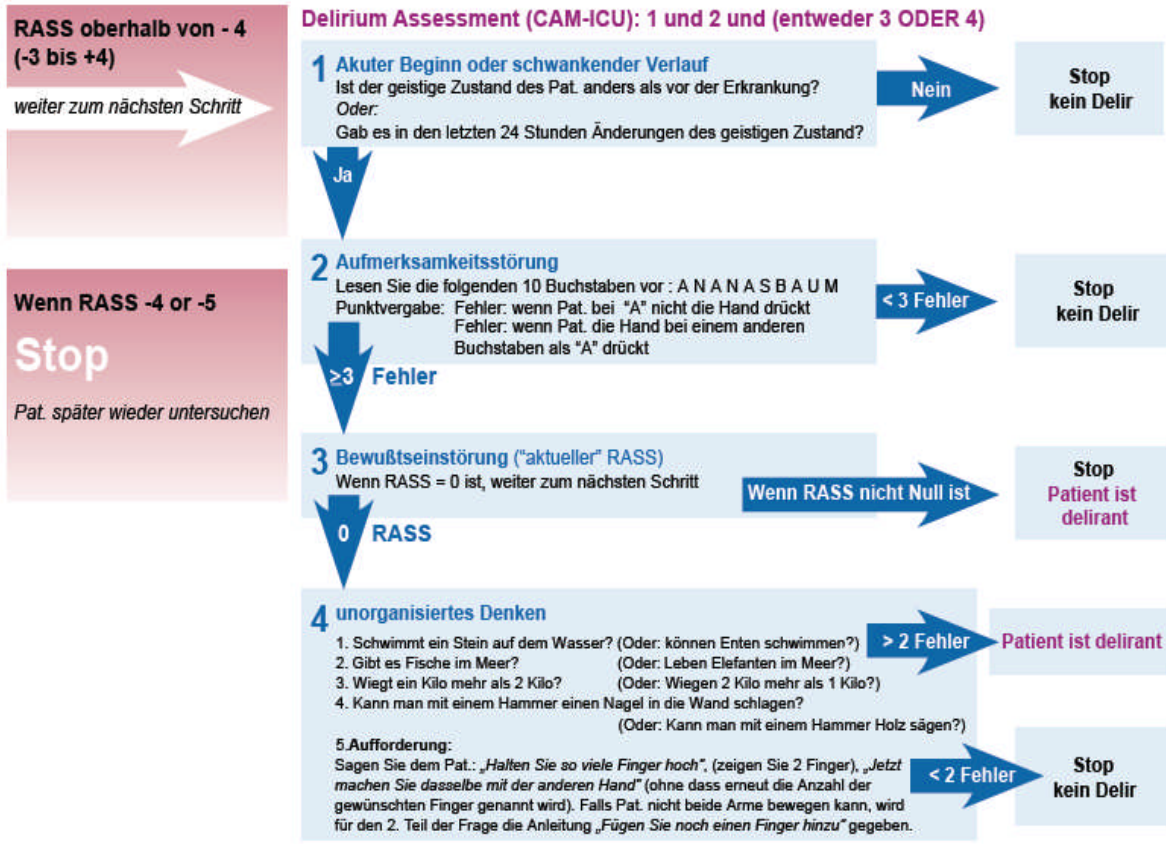 RASS oberhalb von - 4
(-3 bis +4)
weiter zum nächsten Schritt
Wenn RASS -4 or -5
Stop
Pat. später wieder untersuchen
Delirium Assessment (CAM-ICU): 1 und 2 und (entweder 3 ODER 4)
1 Akuter Beginn oder schwankender Verlauf
Ist der geistige Zustand des Pat. anders als vor der Erkrankung?
Oder:
Gab es in den letzten 24 Stunden Änderungen des geistigen Zustand?
Nein
Stop
kein Delir
Ja
2 Aufmerksamkeitsstörung
Lesen Sie die folgenden 10 Buchstaben vor : A N A N A S B A U M
Punktvergabe: Fehler: wenn Pat. bei "A" nicht die Hand drückt
Fehler: wenn Pat. die Hand bei einem anderen
Buchstaben als "A" drückt
< 3 Fehler
Stop
kein Delir
≥3 Fehler
3 Bewußtseinstörung ("aktueller" RASS)
Wenn RASS = 0 ist, weiter zum nächsten Schritt
Wenn RASS nicht Null ist
Stop
Patient ist
delirant
0 RASS
4 unorganisiertes Denken
1. Schwimmt ein Stein auf dem Wasser? (Oder: können Enten schwimmen?)
2. Gibt es Fische im Meer? (Oder: Leben Elefanten im Meer?)
3. Wiegt ein Kilo mehr als 2 Kilo? (Oder: Wiegen 2 Kilo mehr als 1 Kilo?)
4. Kann man mit einem Hammer einen Nagel in die Wand schlagen?
(Oder: Kann man mit einem Hammer Holz sägen?)
5.Aufforderung:
Sagen Sie dem Pat.: „Halten Sie so viele Finger hoch", (zeigen Sie 2 Finger), „Jetzt
machen Sie dasselbe mit der anderen Hand" (ohne dass erneut die Anzahl der
gewünschten Finger genannt wird). Falls Pat. nicht beide Arme bewegen kann, wird
für den 2. Teil der Frage die Anleitung „Fügen Sie noch einen Finger hinzu" gegeben.
> 2 Fehler
Patient ist delirant
< 2 Fehler
Stop
kein Delir